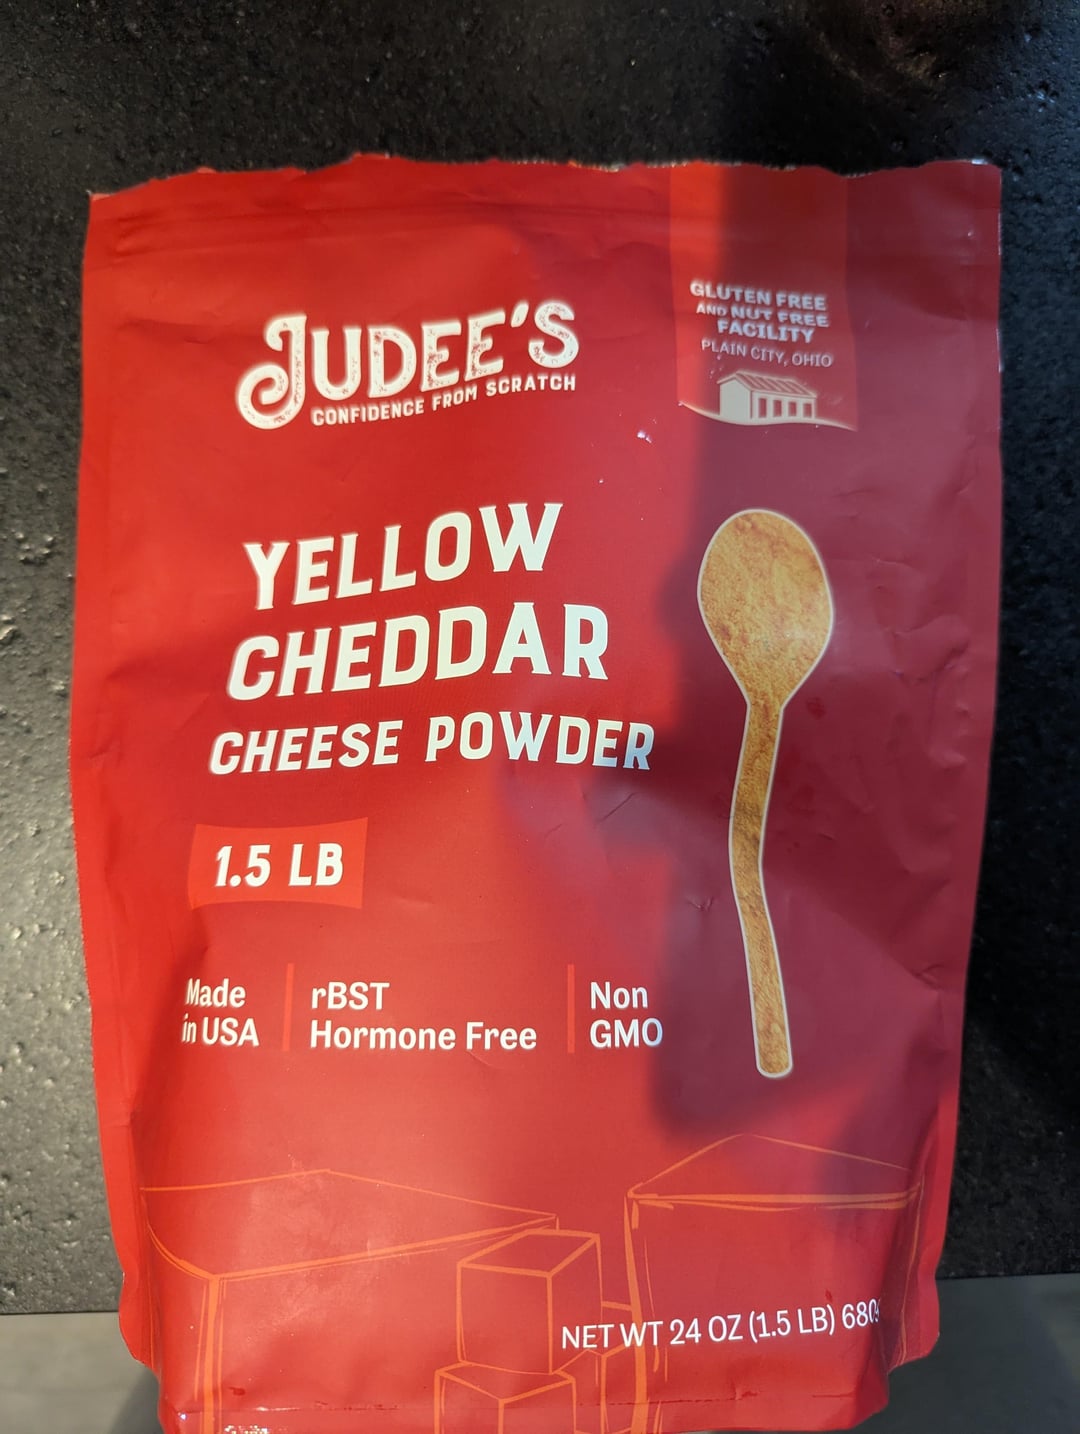 JUDEE'S
CONFIDENCE FROM SCRATCH
GLUTEN FREE
AND NUT FREE
FACILITY
PLAIN CITY, OHIO
YELLOW
CHEDDAR
CHEESE POWDER
1.5 LB
Made
in USA
rBST
Hormone Free
Non
GMO
NET WT 24 OZ (1.5 LB) 680g